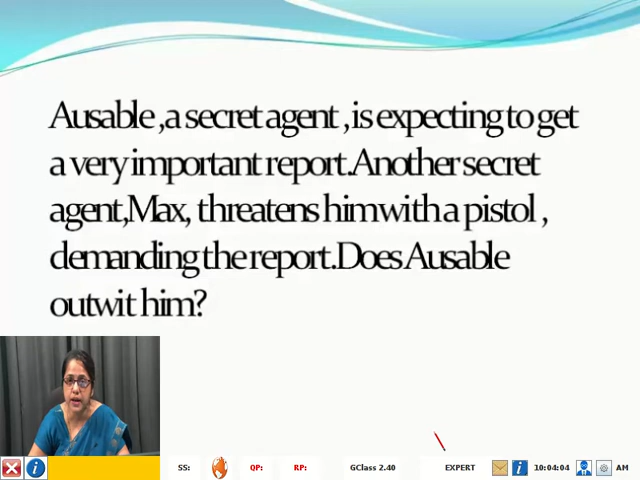 Ausable ,a secret agent , is expecting to get
a very important report.Another secret
agent,Max, threatens him with a pistol ,
demanding the report.Does Ausable
outwit him?
SS: QP: RP: GClass 2.40 EXPERT 10:04:04 AM